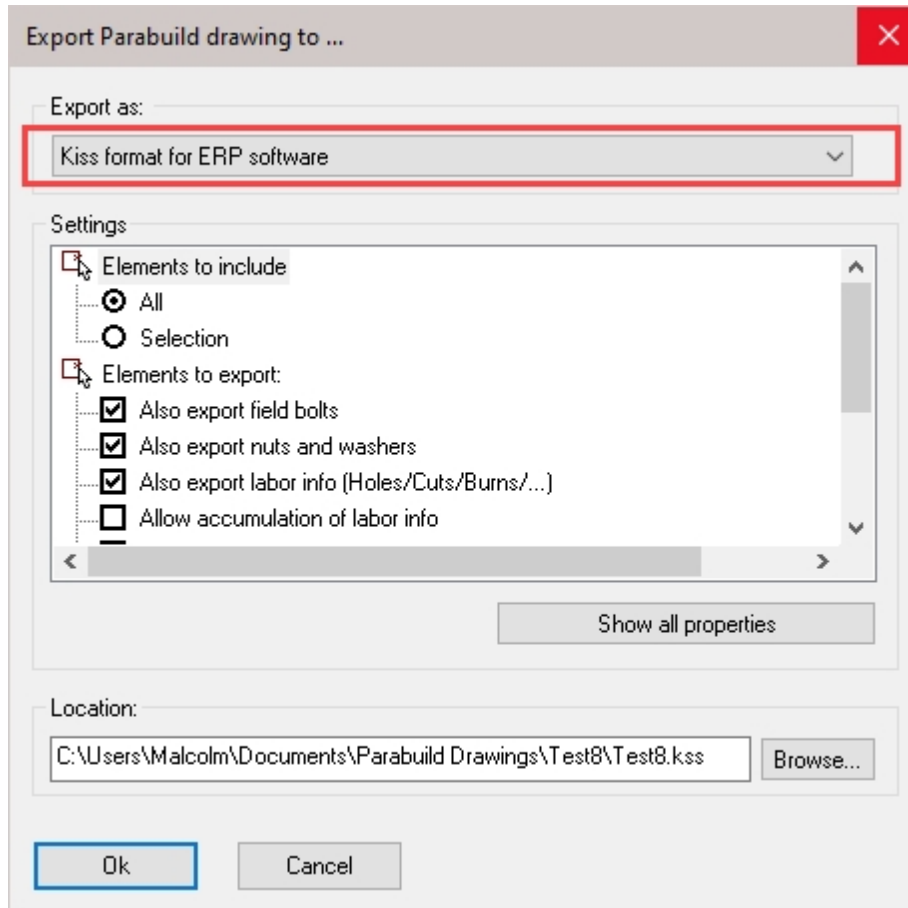 Export Parabuild drawing to ...
Export as:
Kiss format for ERP software
Settings
Elements to include
All
Selection
Elements to export:
Also export field bolts
Also export nuts and washers
Also export labor info (Holes/Cuts/Burns/...)
Allow accumulation of labor info
Show all properties
Location:
C:\Users\Malcolm\Documents\Parabuild Drawings\Test8\Test8.kss
Browse...
Ok
Cancel